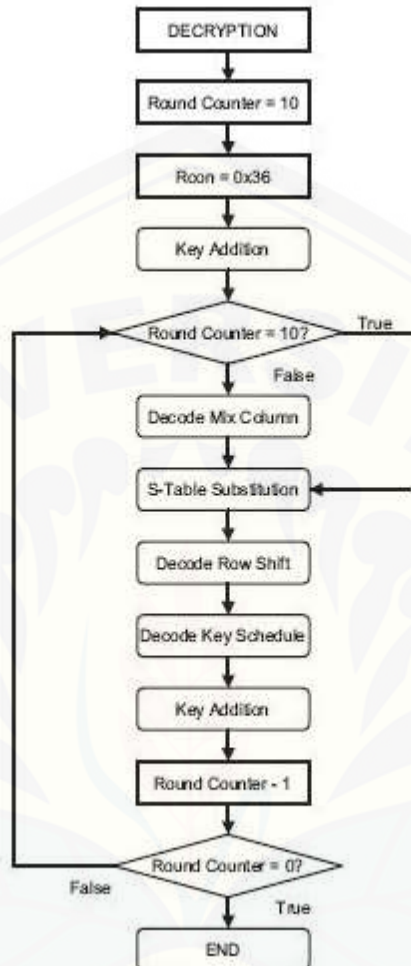 DECRYPTION
Round Counter = 10
Rcon = 0x36
Key Addition
Round Counter = 10?
True
False
Decode Mix Column
S-Table Substitution
Decode Row Shift
Decode Key Schedule
Key Addition
Round Counter - 1
Round Counter = 0?
False
True
END